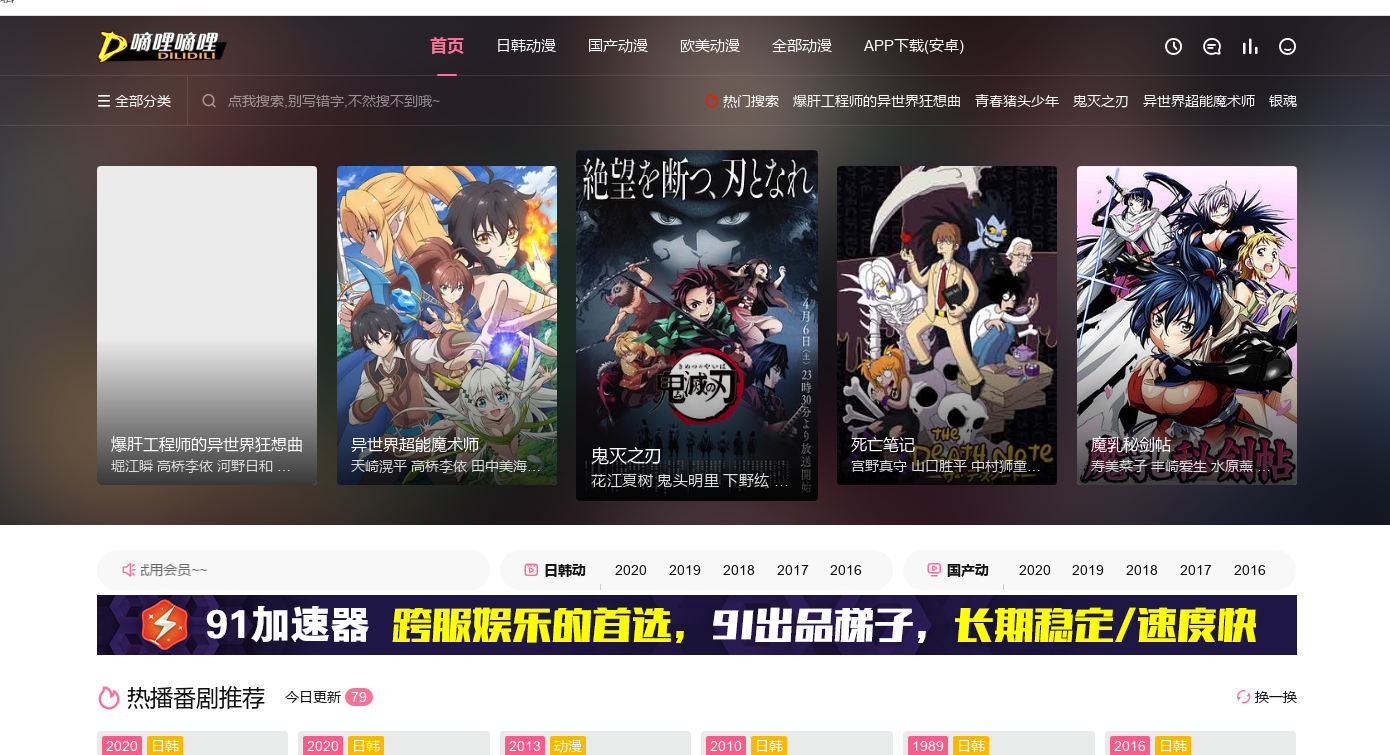 嘀哩嘀哩
DILIDILI
首页 日韩动漫 国产动漫 欧美动漫 全部动漫 APP下载(安卓)
全部分类 点我搜索,别写错字,不然搜不到哦~ 热门搜索 爆肝工程师的异世界狂想曲 青春猪头少年 鬼灭之刃 异世界超能魔术师 银魂
爆肝工程师的异世界狂想曲
堀江瞬 高桥李依 河野日和 …
异世界超能魔术师
天崎滉平 高桥李依 田中美海…
絶望を断つ、刃となれ
4月6日(土)23時30分より放送開始
きめつのやいば
鬼滅の刃
鬼灭之刃
花江夏树 鬼头明里 下野纮 …
THE
DEATH NOTE
死亡笔记
宫野真守 山口胜平 中村狮童…
魔乳秘剑帖
寿美菜子 丰崎爱生 水原薰 …
试用会员~~ 日韩动 2020 2019 2018 2017 2016 国产动 2020 2019 2018 2017 2016
91加速器 跨服娱乐的首选，91出品梯子，长期稳定/速度快
热播番剧推荐 今日更新 79 换一换
2020 日韩 2020 日韩 2013 动漫 2010 日韩 1989 日韩 2016 日韩